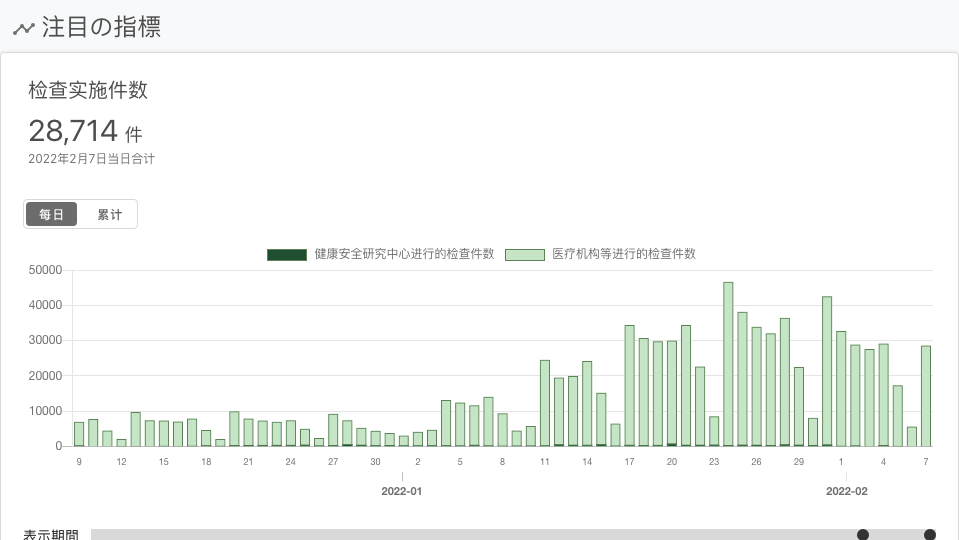 注目の指標
检查实施件数
28,714 件
2022年2月7日当日合计
每日 累计
健康安全研究中心进行的检查件数 医疗机构等进行的检查件数
50000
40000
30000
20000
10000
0
9 12 15 18 21 24 27 30 2 5 8 11 14 17 20 23 26 29 1 4 7
2022-01 2022-02
表示期間